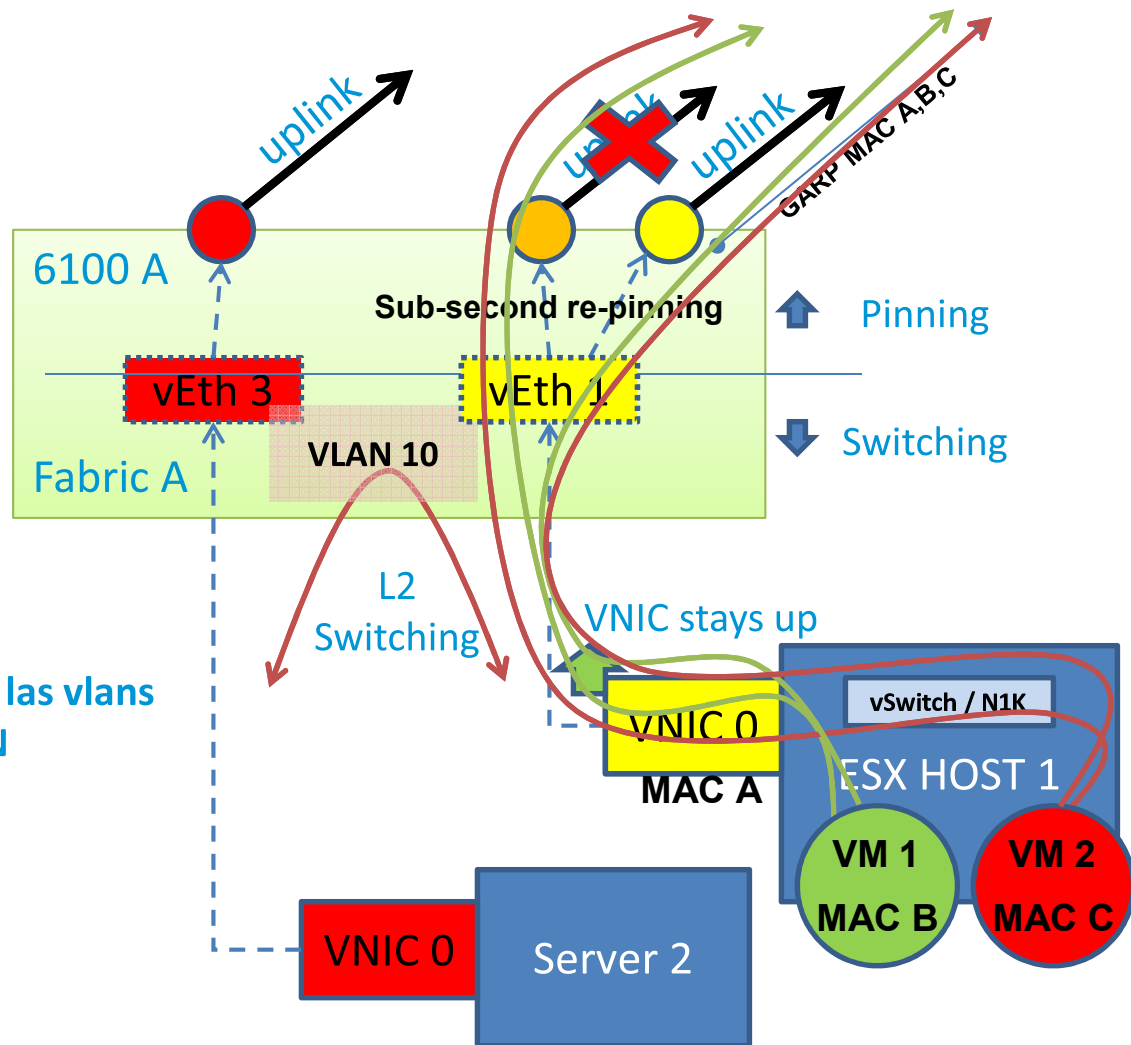 uplink
uplink
uplink
GARP MAC A,B,C
6100 A
Sub-second re-pinning
Pinning
vEth 3
vEth 1
VLAN 10
Switching
Fabric A
L2
Switching
VNIC stays up
las vlans
vSwitch / N1K
VNIC 0
ESX HOST 1
MAC A
VM 1
MAC B
VM 2
MAC C
VNIC 0
Server 2